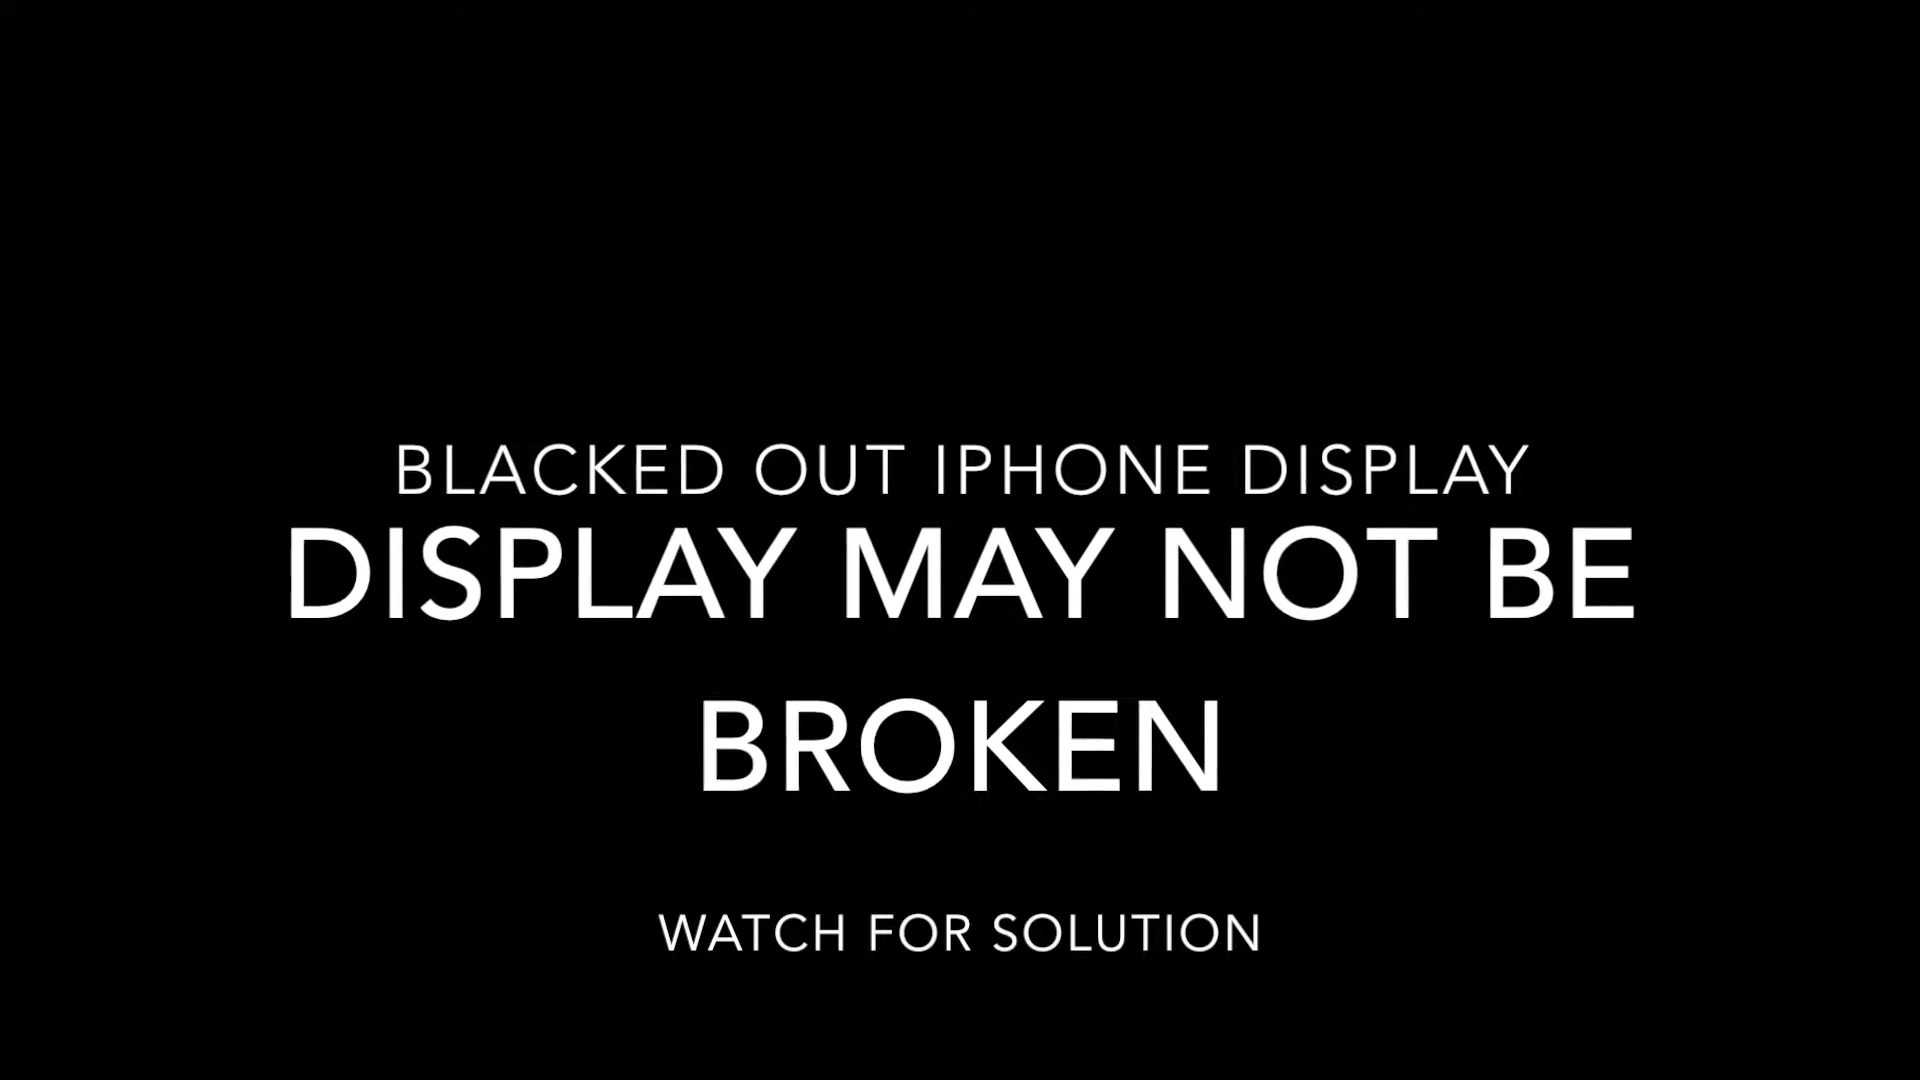 BLACKED OUT IPHONE DISPLAY
DISPLAY MAY NOT BE
BROKEN
WATCH FOR SOLUTION